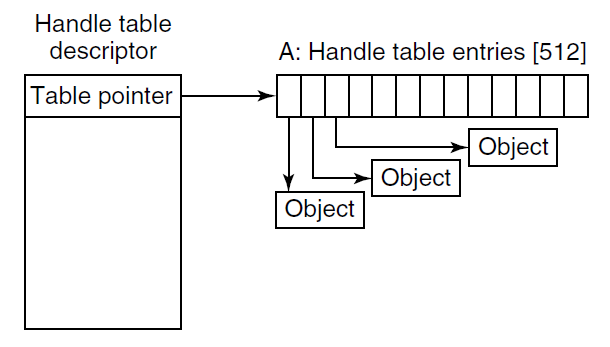 Handle table
descriptor
A: Handle table entries [512]
Table pointer
Object
Object
Object